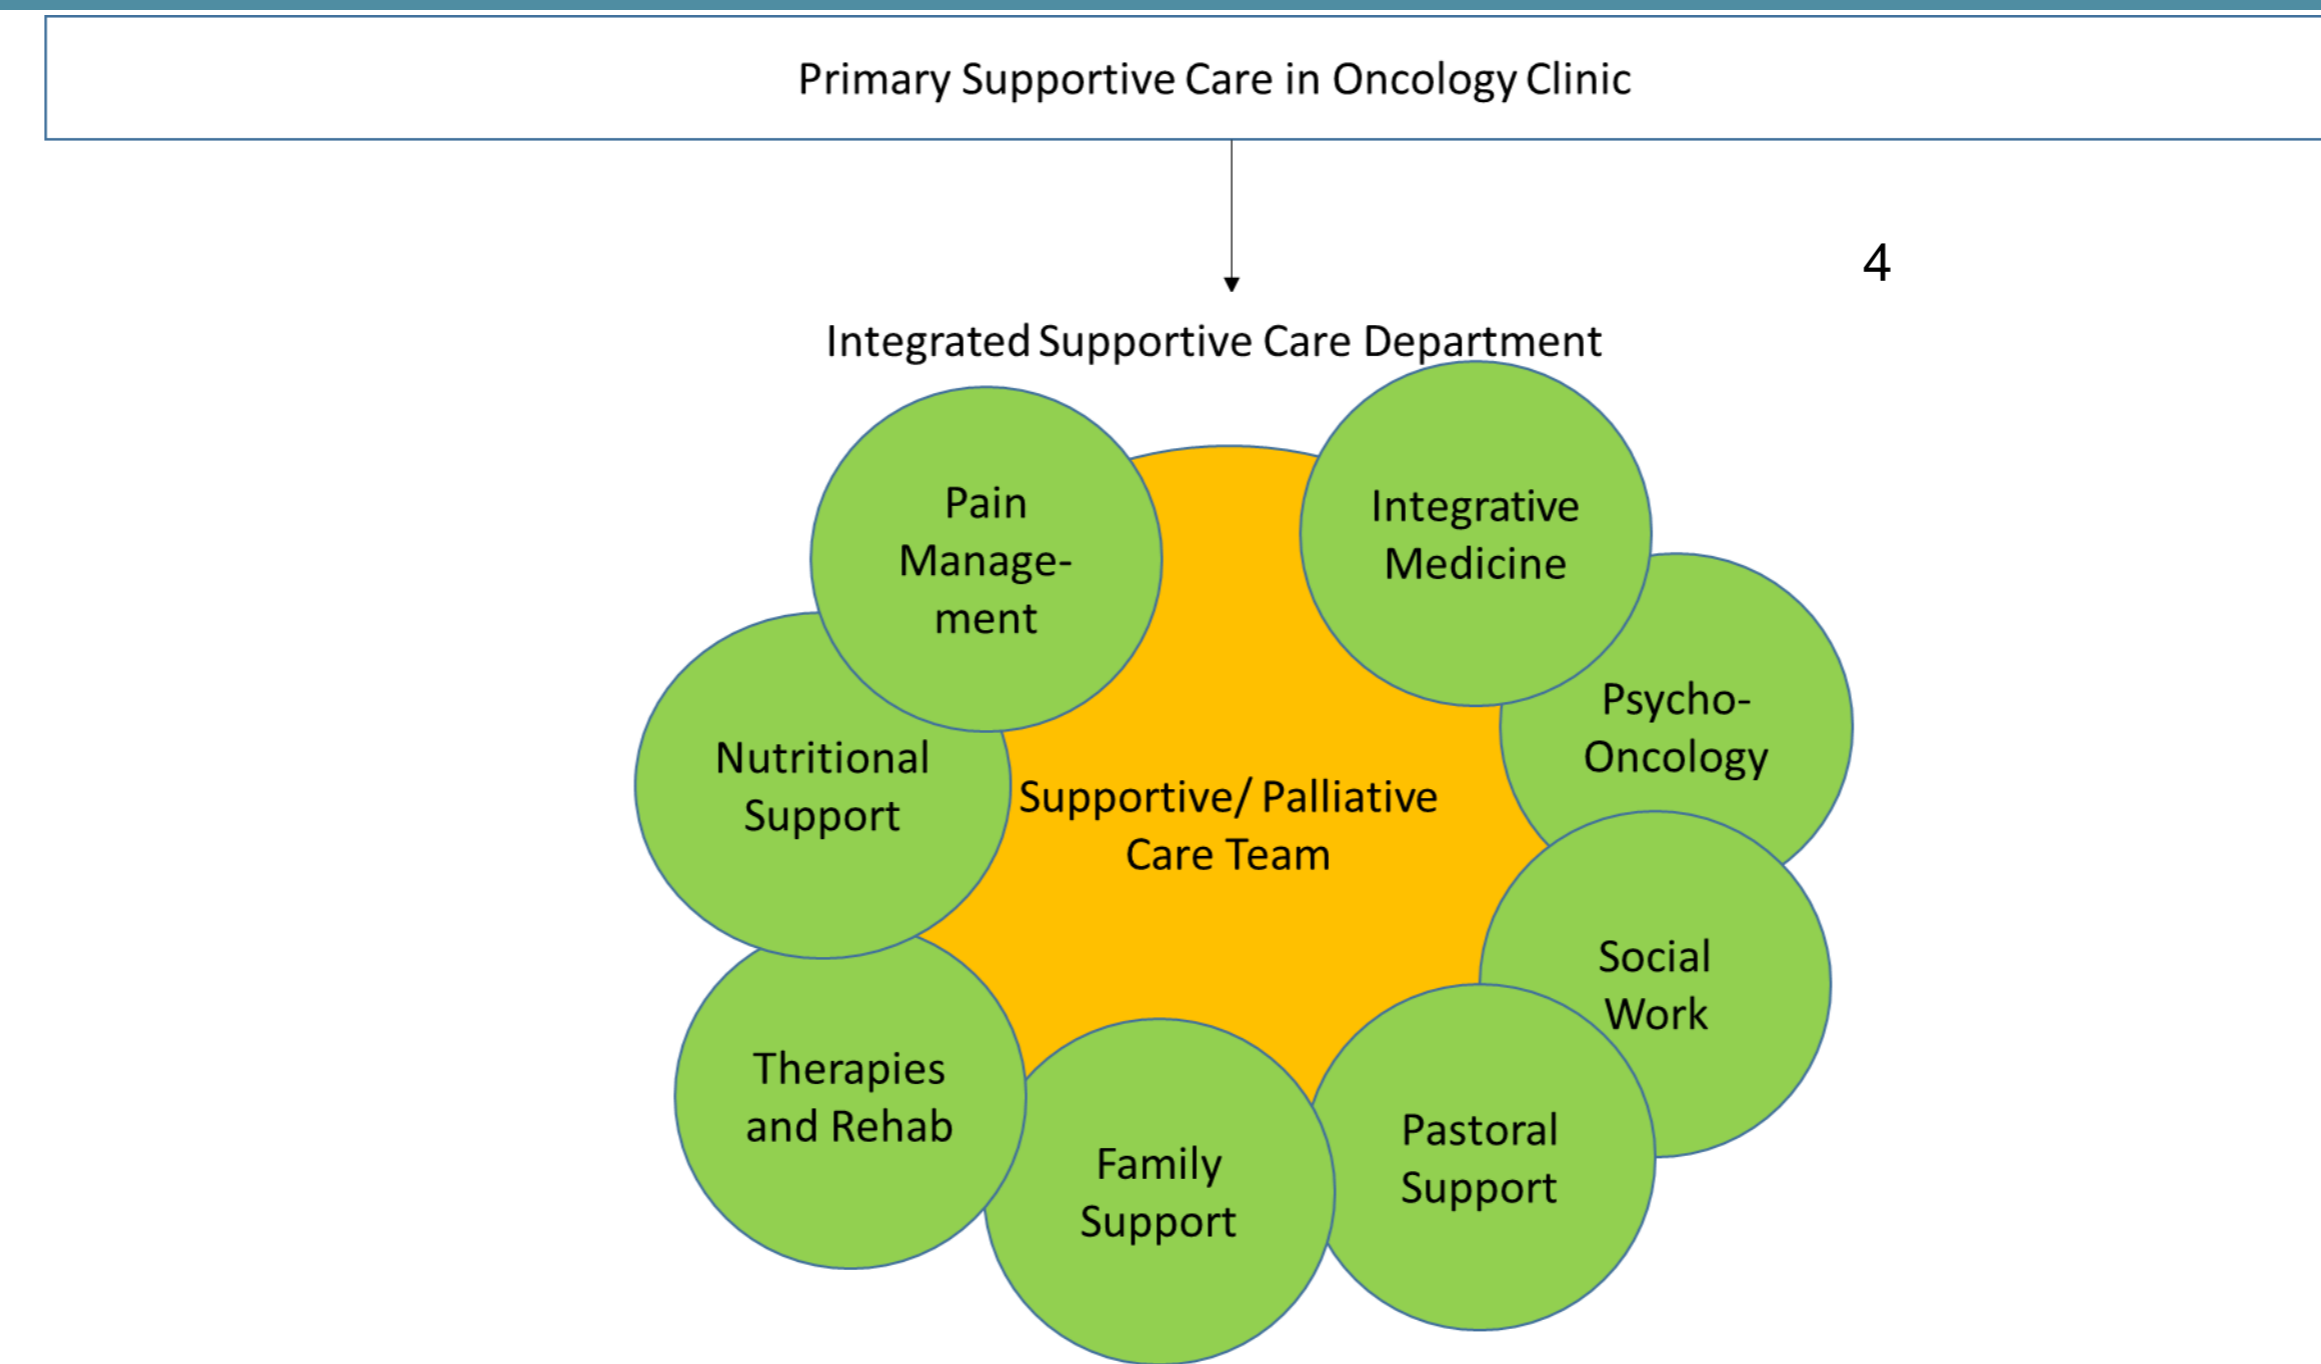 Primary Supportive Care in Oncology Clinic
4
Integrated Supportive Care Department
Pain
Manage-
ment
Integrative
Medicine
Psycho-
Oncology
Nutritional
Support
Supportive/ Palliative
Care Team
Social
Work
Therapies
and Rehab
Family
Support
Pastoral
Support